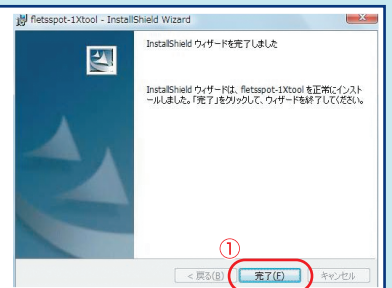 fletsspot-1Xtool - InstallShield Wizard
InstallShield ウィザードを完了しました
InstallShield ウィザードは、fletsspot-1Xtool を正常にインスト
ールしました。「完了」をクリックして、ウィザードを終了してください。
①
< 戻る(B) 完了(F) キャンセル